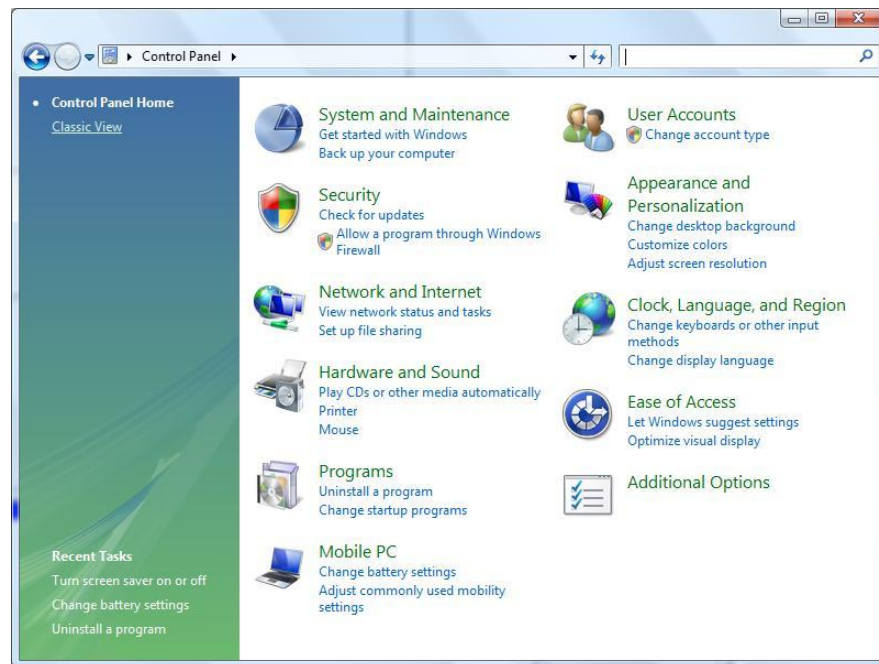 Control Panel
Control Panel Home
Classic View
System and Maintenance
Get started with Windows
Back up your computer
Security
Check for updates
Allow a program through Windows
Firewall
Network and Internet
View network status and tasks
Set up file sharing
Hardware and Sound
Play CDs or other media automatically
Printer
Mouse
Programs
Uninstall a program
Change startup programs
Mobile PC
Change battery settings
Adjust commonly used mobility
settings
User Accounts
Change account type
Appearance and
Personalization
Change desktop background
Customize colors
Adjust screen resolution
Clock, Language, and Region
Change keyboards or other input
methods
Change display language
Ease of Access
Let Windows suggest settings
Optimize visual display
Additional Options
Recent Tasks
Turn screen saver on or off
Change battery settings
Uninstall a program